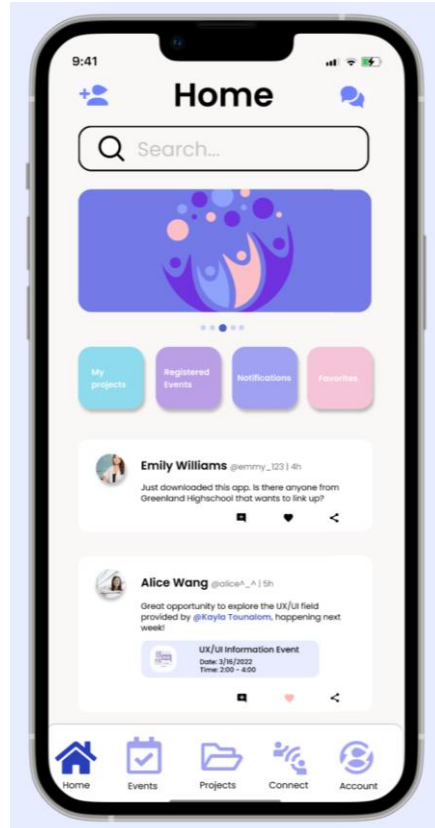 9:41
Home
Search...
My
projects
Registered
Events
Notifications
Favorites
Emily Williams @emmy_123 | 4h
Just downloaded this app. Is there anyone from
Greenland Highschool that wants to link up?
Alice Wang @alice^_^ | 5h
Great opportunity to explore the UX/UI field
provided by @Kayla Tounalom, happening next
week!
UX/UI Information Event
Date: 3/16/2022
Time: 2:00 - 4:00
Home Events Projects Connect Account